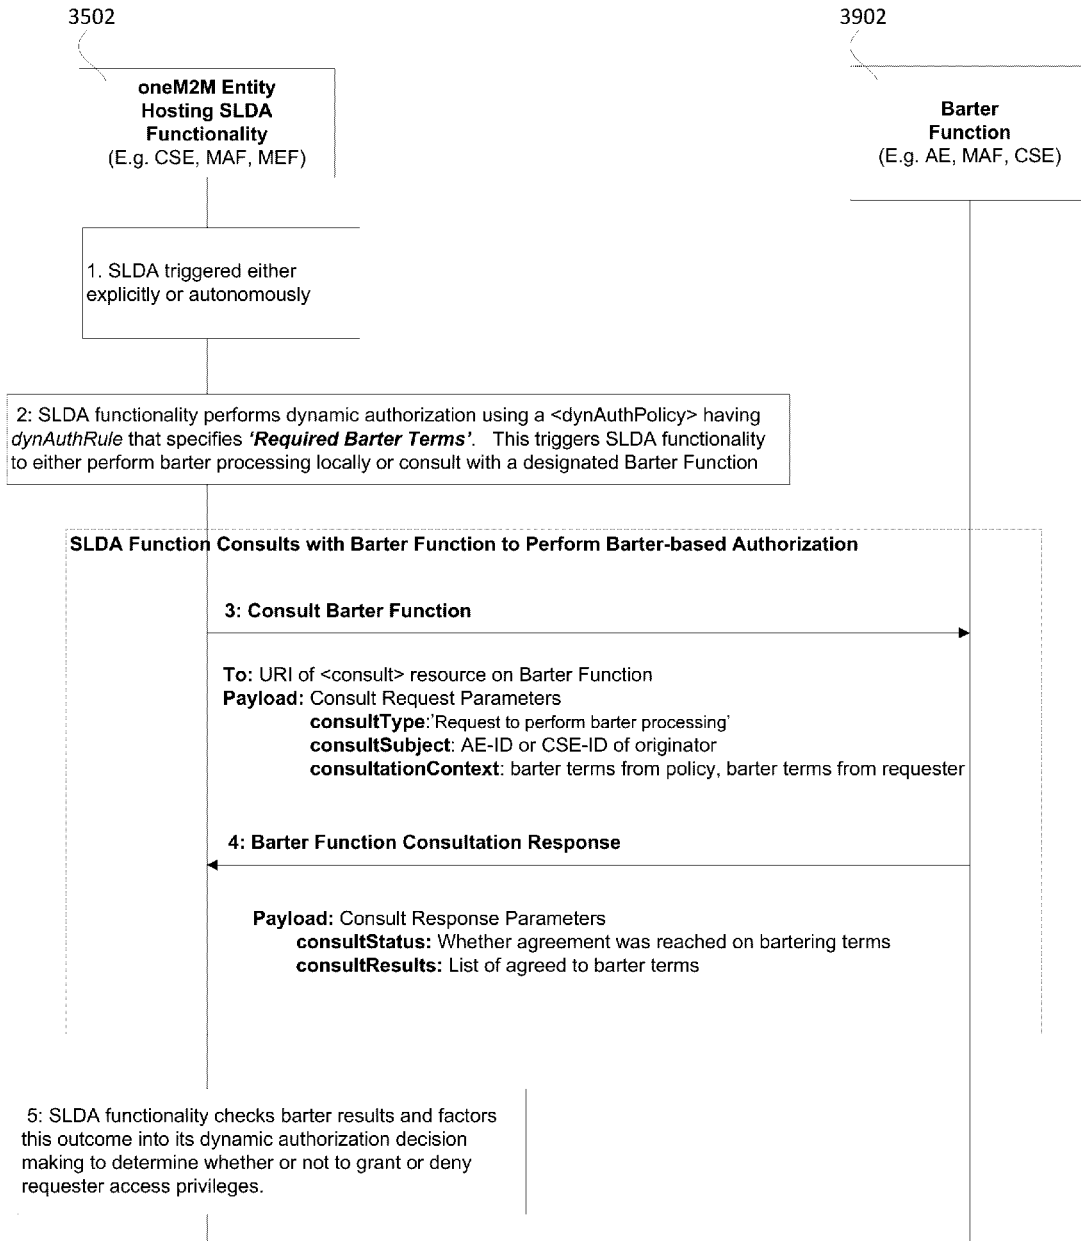 3502
3902
oneM2M Entity
Hosting SLDA
Functionality
(E.g. CSE, MAF, MEF)
Barter
Function
(E.g. AE, MAF, CSE)
1. SLDA triggered either
explicitly or autonomously
2: SLDA functionality performs dynamic authorization using a <dynAuthPolicy> having
dynAuthRule that specifies 'Required Barter Terms'. This triggers SLDA functionality
to either perform barter processing locally or consult with a designated Barter Function
SLDA Function Consults with Barter Function to Perform Barter-based Authorization
3: Consult Barter Function
To: URI of <consult> resource on Barter Function
Payload: Consult Request Parameters
consultType:'Request to perform barter processing'
consultSubject: AE-ID or CSE-ID of originator
consultationContext: barter terms from policy, barter terms from requester
4: Barter Function Consultation Response
Payload: Consult Response Parameters
consultStatus: Whether agreement was reached on bartering terms
consultResults: List of agreed to barter terms
5: SLDA functionality checks barter results and factors
this outcome into its dynamic authorization decision
making to determine whether or not to grant or deny
requester access privileges.